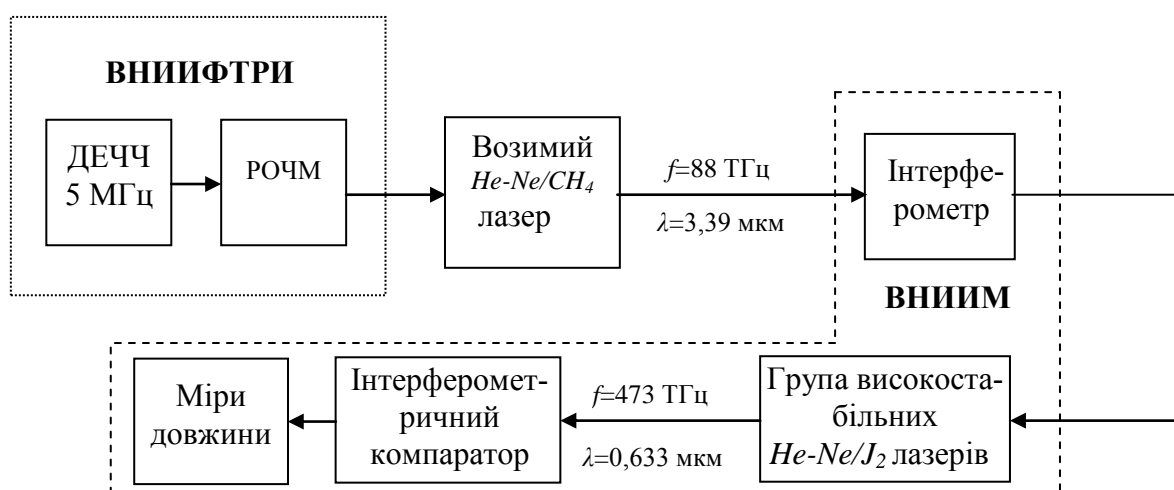 ВНИИФТРИ
ДЕЧЧ
5 МГц
РОЧМ
Возимий
He-Ne/CH₄
лазер
f=88 ТГц
λ=3,39 мкм
Інтерфе-
рометр
ВНИИМ
Міри
довжини
Інтерферомет-
ричний
компаратор
f=473 ТГц
λ=0,633 мкм
Група високоста-
більних
He-Ne/J₂ лазерів